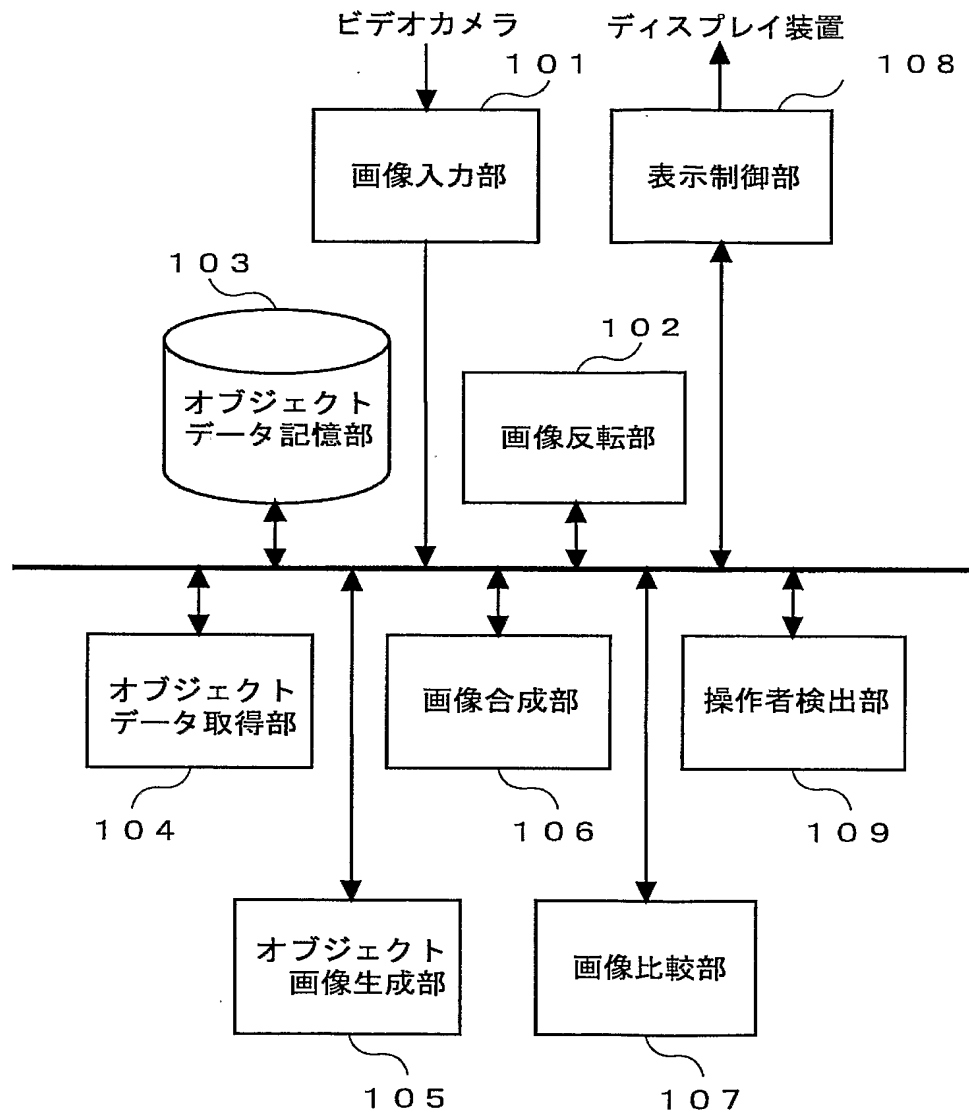 ビデオカメラ
ディスプレイ装置
１０１
１０８
画像入力部
表示制御部
１０３
１０２
オブジェクト
データ記憶部
画像反転部
オブジェクト
データ取得部
画像合成部
操作者検出部
１０４
１０６
１０９
オブジェクト
画像生成部
画像比較部
１０５
１０７